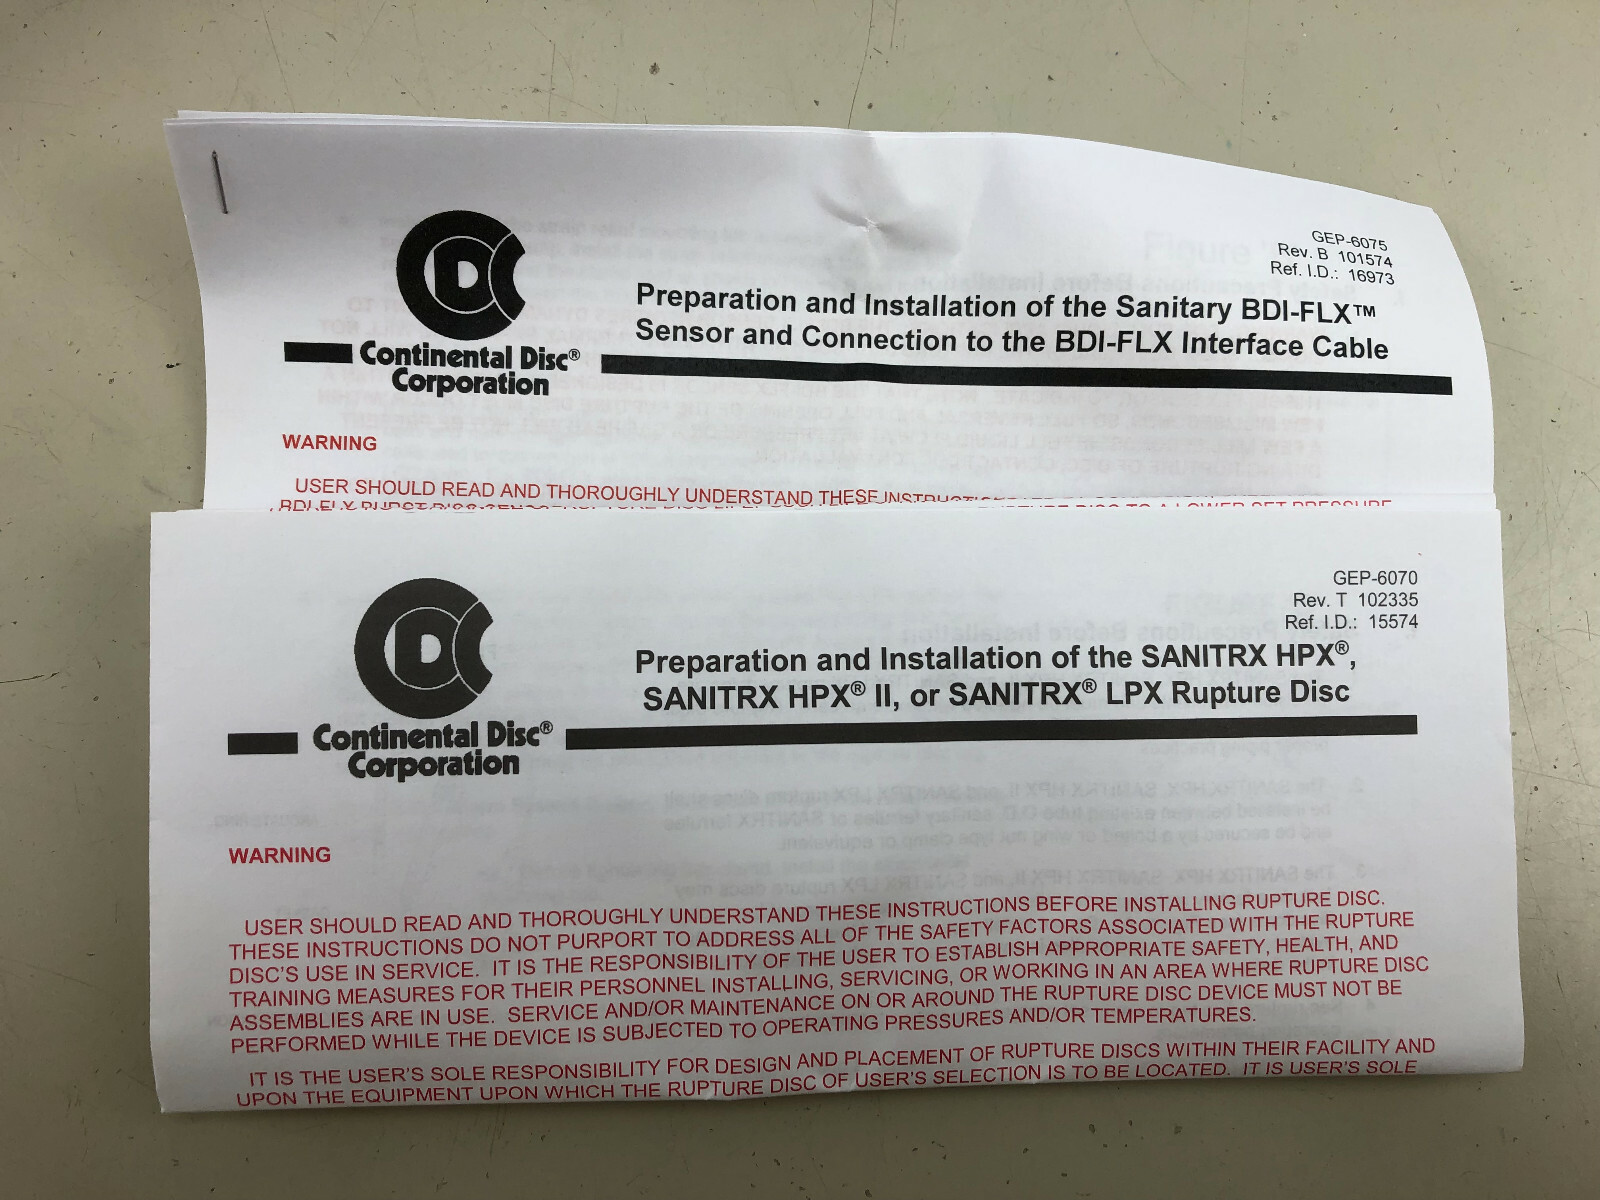 GEP-6075
Rev. B 101574
Ref. I.D.: 16973
Preparation and Installation of the Sanitary BDI-FLX™
Sensor and Connection to the BDI-FLX Interface Cable
CDC
Continental Disc®
Corporation
WARNING
USER SHOULD READ AND THOROUGHLY UNDERSTAND THESE
GEP-6070
Rev. T 102335
Ref. I.D.: 15574
Preparation and Installation of the SANITRX HPX®,
SANITRX HPX® II, or SANITRX® LPX Rupture Disc
CDC
Continental Disc®
Corporation
WARNING
USER SHOULD READ AND THOROUGHLY UNDERSTAND THESE INSTRUCTIONS BEFORE INSTALLING RUPTURE DISC.
THESE INSTRUCTIONS DO NOT PURPORT TO ADDRESS ALL OF THE SAFETY FACTORS ASSOCIATED WITH THE RUPTURE
DISC'S USE IN SERVICE. IT IS THE RESPONSIBILITY OF THE USER TO ESTABLISH APPROPRIATE SAFETY, HEALTH, AND
TRAINING MEASURES FOR THEIR PERSONNEL INSTALLING, SERVICING, OR WORKING IN AN AREA WHERE RUPTURE DISC
ASSEMBLIES ARE IN USE. SERVICE AND/OR MAINTENANCE ON OR AROUND THE RUPTURE DISC DEVICE MUST NOT BE
PERFORMED WHILE THE DEVICE IS SUBJECTED TO OPERATING PRESSURES AND/OR TEMPERATURES.
IT IS THE USER'S SOLE RESPONSIBILITY FOR DESIGN AND PLACEMENT OF RUPTURE DISCS WITHIN THEIR FACILITY AND
UPON THE EQUIPMENT UPON WHICH THE RUPTURE DISC OF USER'S SELECTION IS TO BE LOCATED. IT IS USER'S SOLE